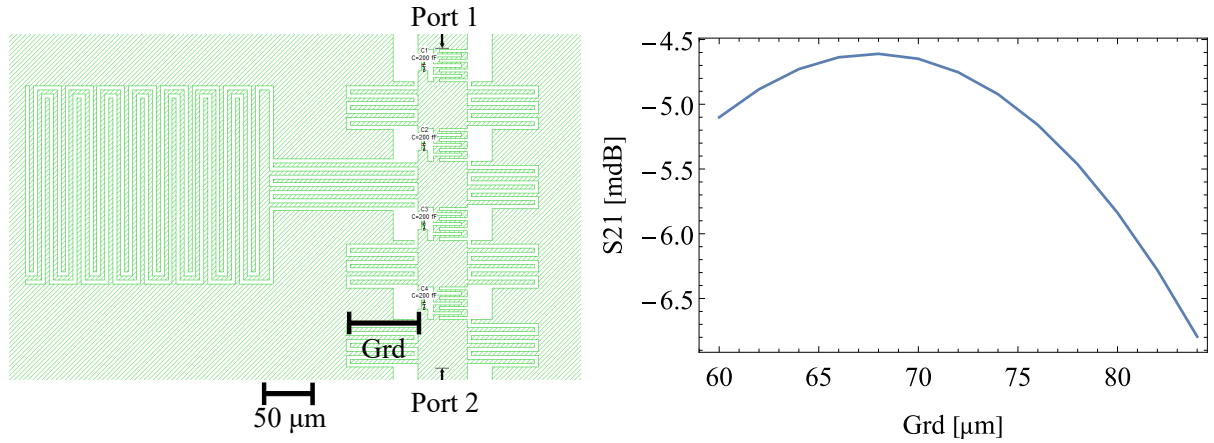 Port 1
C1
C=200 fF
C2
C=200 fF
C3
C=200 fF
C4
C=200 fF
Grd
50 μm
Port 2
S21 [mdB]
−4.5
−5.0
−5.5
−6.0
−6.5
60
65
70
75
80
Grd [μm]